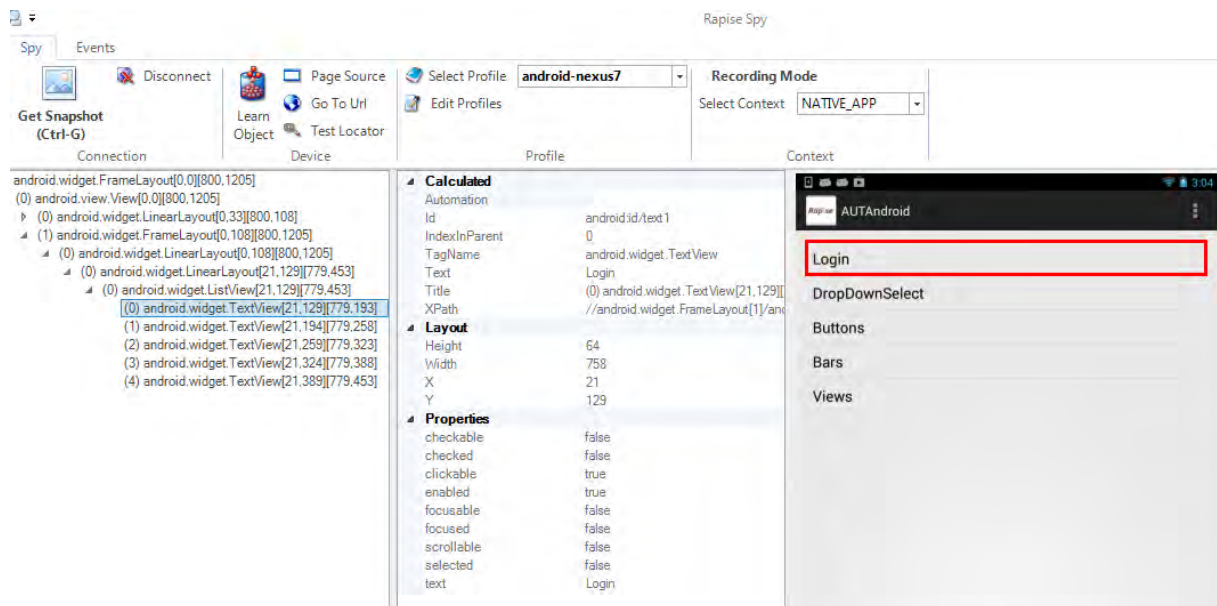 Rapise Spy
Spy Events
Get Snapshot
(Ctrl-G)
Disconnect
Connection
Learn
Object
Page Source
Go To Url
Test Locator
Device
Select Profile android-nexus7
Edit Profiles
Profile
Recording Mode
Select Context NATIVE_APP
Context
android.widget.FrameLayout[0,0][800,1205]
(0) android.view.View[0,0][800,1205]
(0) android.widget.LinearLayout[0,33][800,108]
(1) android.widget.FrameLayout[0,108][800,1205]
(0) android.widget.LinearLayout[0,108][800,1205]
(0) android.widget.LinearLayout[21,129][779,453]
(0) android.widget.ListView[21,129][779,453]
(0) android.widget.TextView[21,129][779,193]
(1) android.widget.TextView[21,194][779,258]
(2) android.widget.TextView[21,259][779,323]
(3) android.widget.TextView[21,324][779,388]
(4) android.widget.TextView[21,389][779,453]
Calculated
Automation
Id android:id/text1
IndexInParent 0
TagName android.widget.TextView
Text Login
Title (0) android.widget.TextView[21,129][
XPath //android.widget.FrameLayout[1]/and
Layout
Height 64
Width 758
X 21
Y 129
Properties
checkable false
checked false
clickable true
enabled true
focusable false
focused false
scrollable false
selected false
text Login
3:04
Rapise AUTAndroid
Login
DropDownSelect
Buttons
Bars
Views